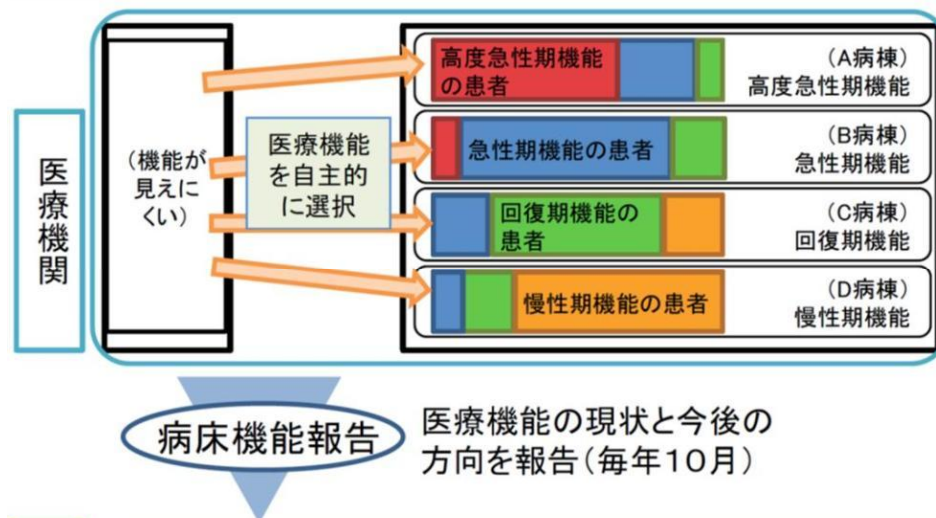 医療機関
(機能が
見えに
くい)
医療機能
を自主的
に選択
高度急性期機能
の患者
(A病棟)
高度急性期機能
急性期機能の患者
(B病棟)
急性期機能
回復期機能の
患者
(C病棟)
回復期機能
慢性期機能の患者
(D病棟)
慢性期機能
病床機能報告
医療機能の現状と今後の
方向を報告(毎年10月)